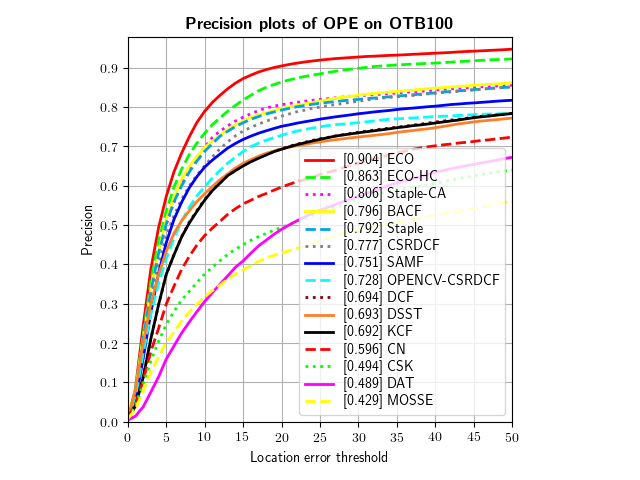 Precision plots of OPE on OTB100
Precision
0.9
0.8
0.7
0.6
0.5
0.4
0.3
0.2
0.1
0.0
[0.904] ECO
[0.863] ECO-HC
[0.806] Staple-CA
[0.796] BACF
[0.792] Staple
[0.777] CSRDCF
[0.751] SAMF
[0.728] OPENCV-CSRDCF
[0.694] DCF
[0.693] DSST
[0.692] KCF
[0.596] CN
[0.494] CSK
[0.489] DAT
[0.429] MOSSE
0 5 10 15 20 25 30 35 40 45 50
Location error threshold